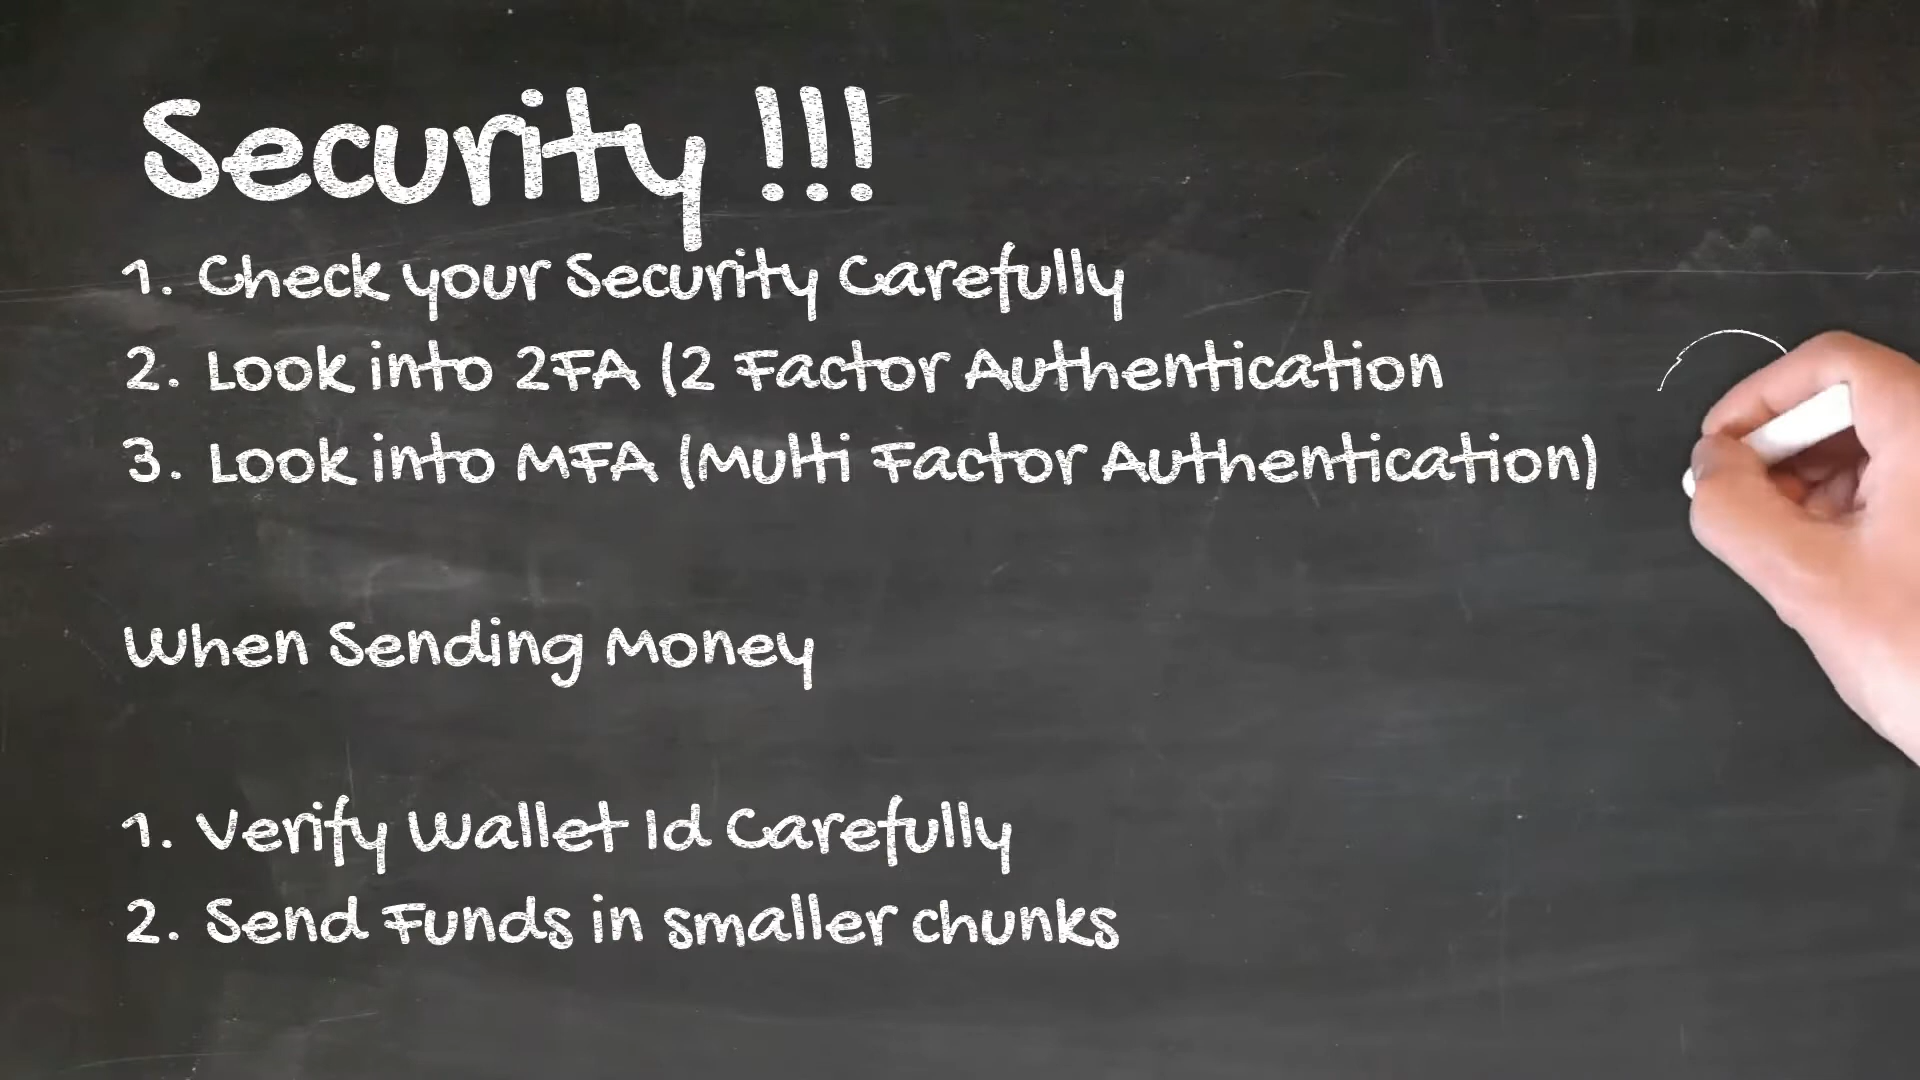 Security !!!
1. Check your Security Carefully
2. Look into 2FA (2 Factor Authentication
3. Look into MFA (Multi Factor Authentication)
When Sending Money
1. Verify Wallet Id Carefully
2. Send Funds in smaller chunks